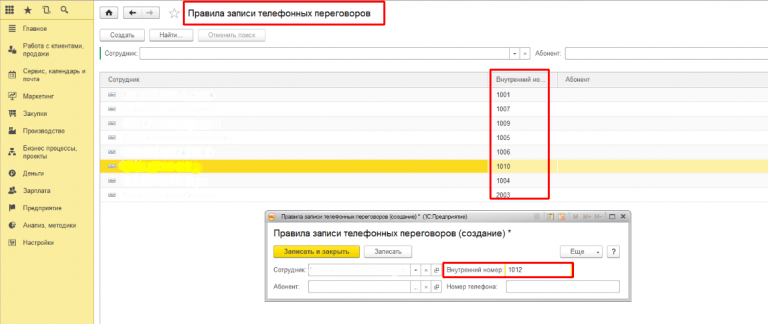 Правила записи телефонных переговоров
Создать Найти... Отменить поиск
Сотрудник: Абонент:
Сотрудник Внутренний но... Абонент
1001
1007
1009
1005
1006
1010
1004
2003
Главное
Работа с клиентами, продажи
Сервис, календарь и почта
Маркетинг
Закупки
Производство
Бизнес процессы, проекты
Деньги
Зарплата
Предприятие
Анализ, методики
Настройки
Правила записи телефонных переговоров (создание) * (1С:Предприятие)
M M+ M-
Правила записи телефонных переговоров (создание) *
Записать и закрыть Записать Еще ?
Сотрудник: Внутренний номер: 1012
Абонент: Номер телефона: